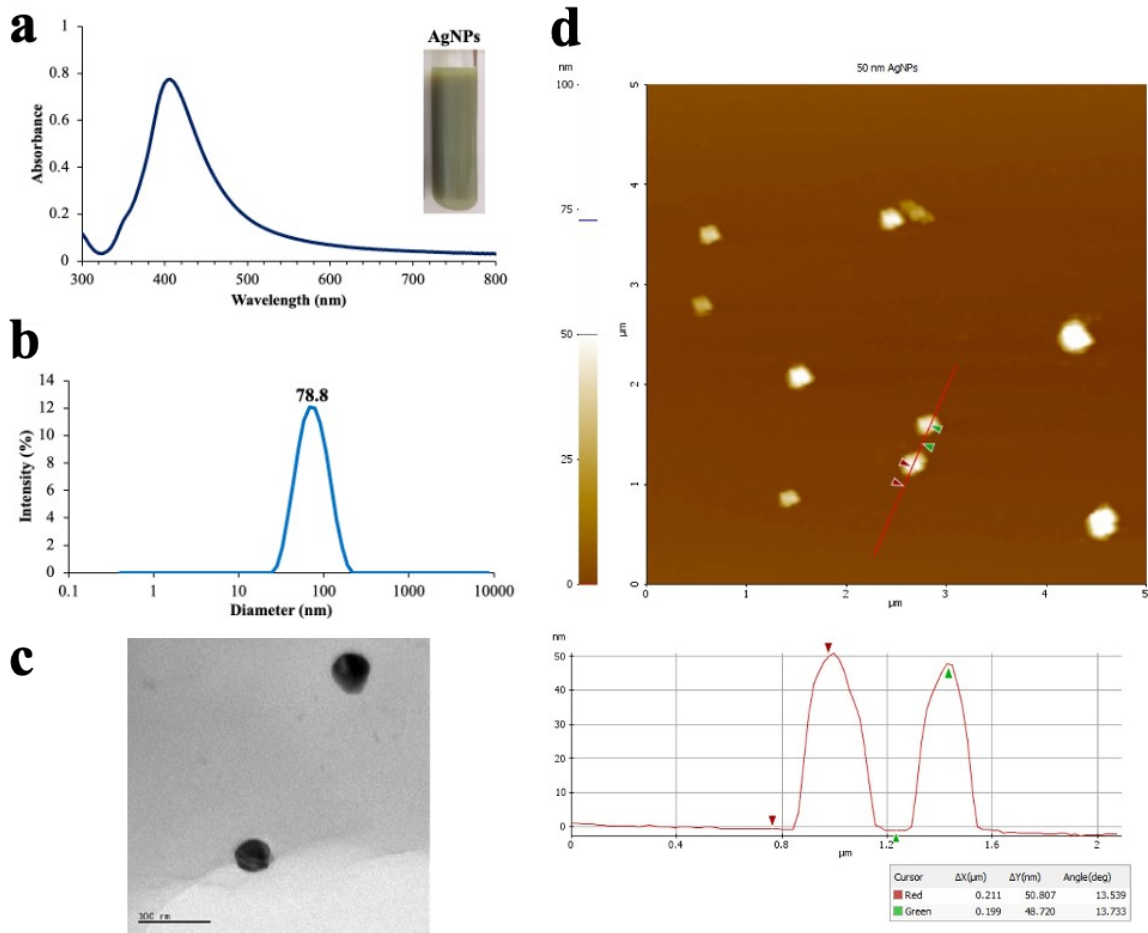 a
AgNPs
Absorbance
1
0.8
0.6
0.4
0.2
0
300 400 500 600 700 800
Wavelength (nm)
b
78.8
Intensity (%)
14
12
10
8
6
4
2
0
0.1 1 10 100 1000 10000
Diameter (nm)
c
100 nm
d
50 nm AgNPs
nm
100
75
50
25
0
µm
5
4
3
2
1
0
0 1 2 3 4 5
µm
nm
50
40
30
20
10
0
0 0.4 0.8 1.2 1.6 2
µm
Cursor ΔX(µm) ΔY(nm) Angle(deg)
Red 0.211 50.807 13.539
Green 0.199 48.720 13.733